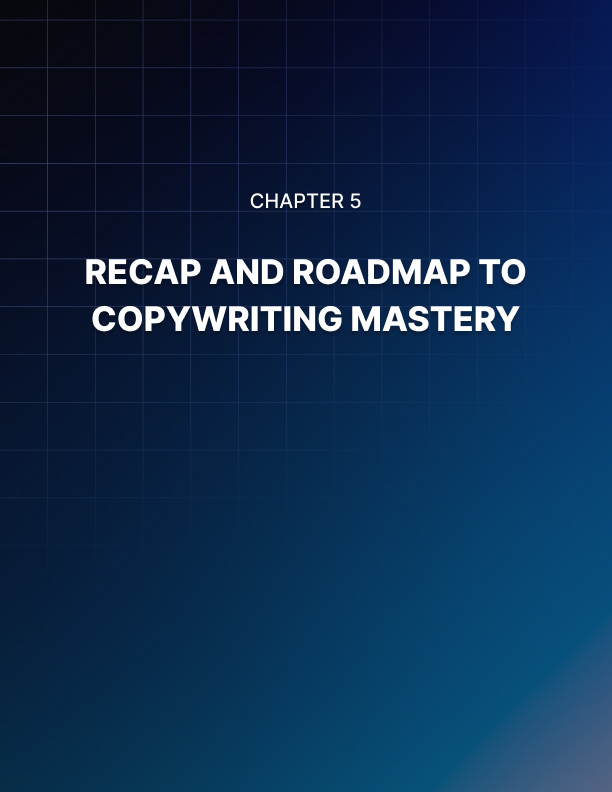 CHAPTER 5
RECAP AND ROADMAP TO
COPYWRITING MASTERY